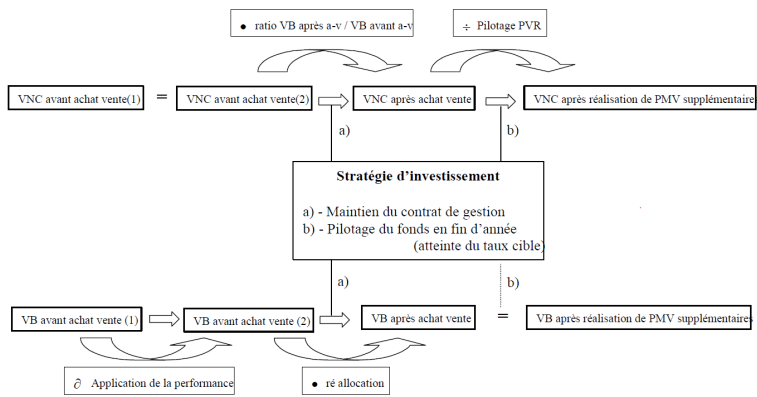 ● ratio VB après a-v / VB avant a-v
÷ Pilotage PVR
VNC avant achat vente(1) = VNC avant achat vente(2) VNC après achat vente VNC après réalisation de PMV supplémentaires
a) b)
Stratégie d’investissement
a) - Maintien du contrat de gestion
b) - Pilotage du fonds en fin d’année
(atteinte du taux cible)
a) b)
VB avant achat vente (1) VB avant achat vente (2) VB après achat vente = VB après réalisation de PMV supplémentaires
∂ Application de la performance
● ré allocation